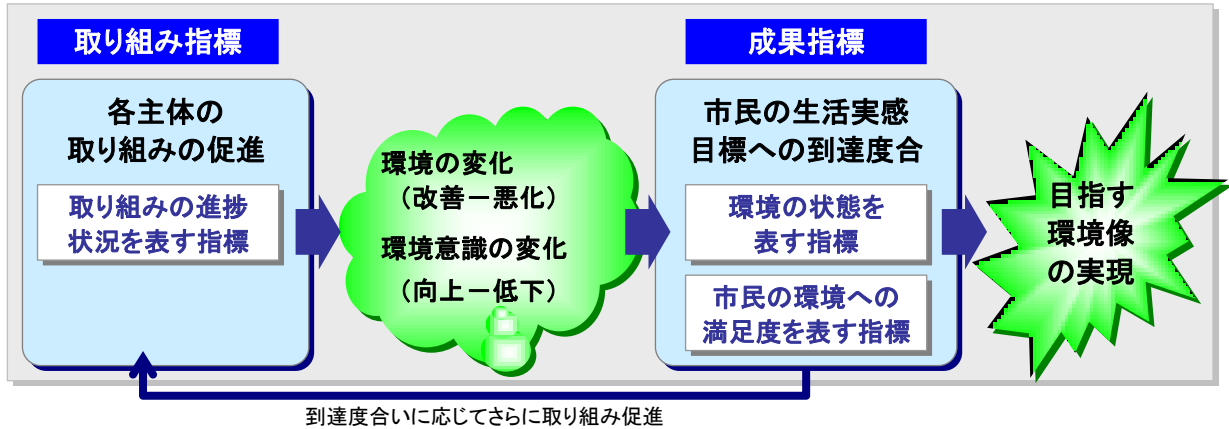 取り組み指標
各主体の
取り組みの促進
取り組みの進捗
状況を表す指標
環境の変化
（改善－悪化）
環境意識の変化
（向上－低下）
成果指標
市民の生活実感
目標への到達度合
環境の状態を
表す指標
市民の環境への
満足度を表す指標
目指す
環境像
の実現
到達度合いに応じてさらに取り組み促進